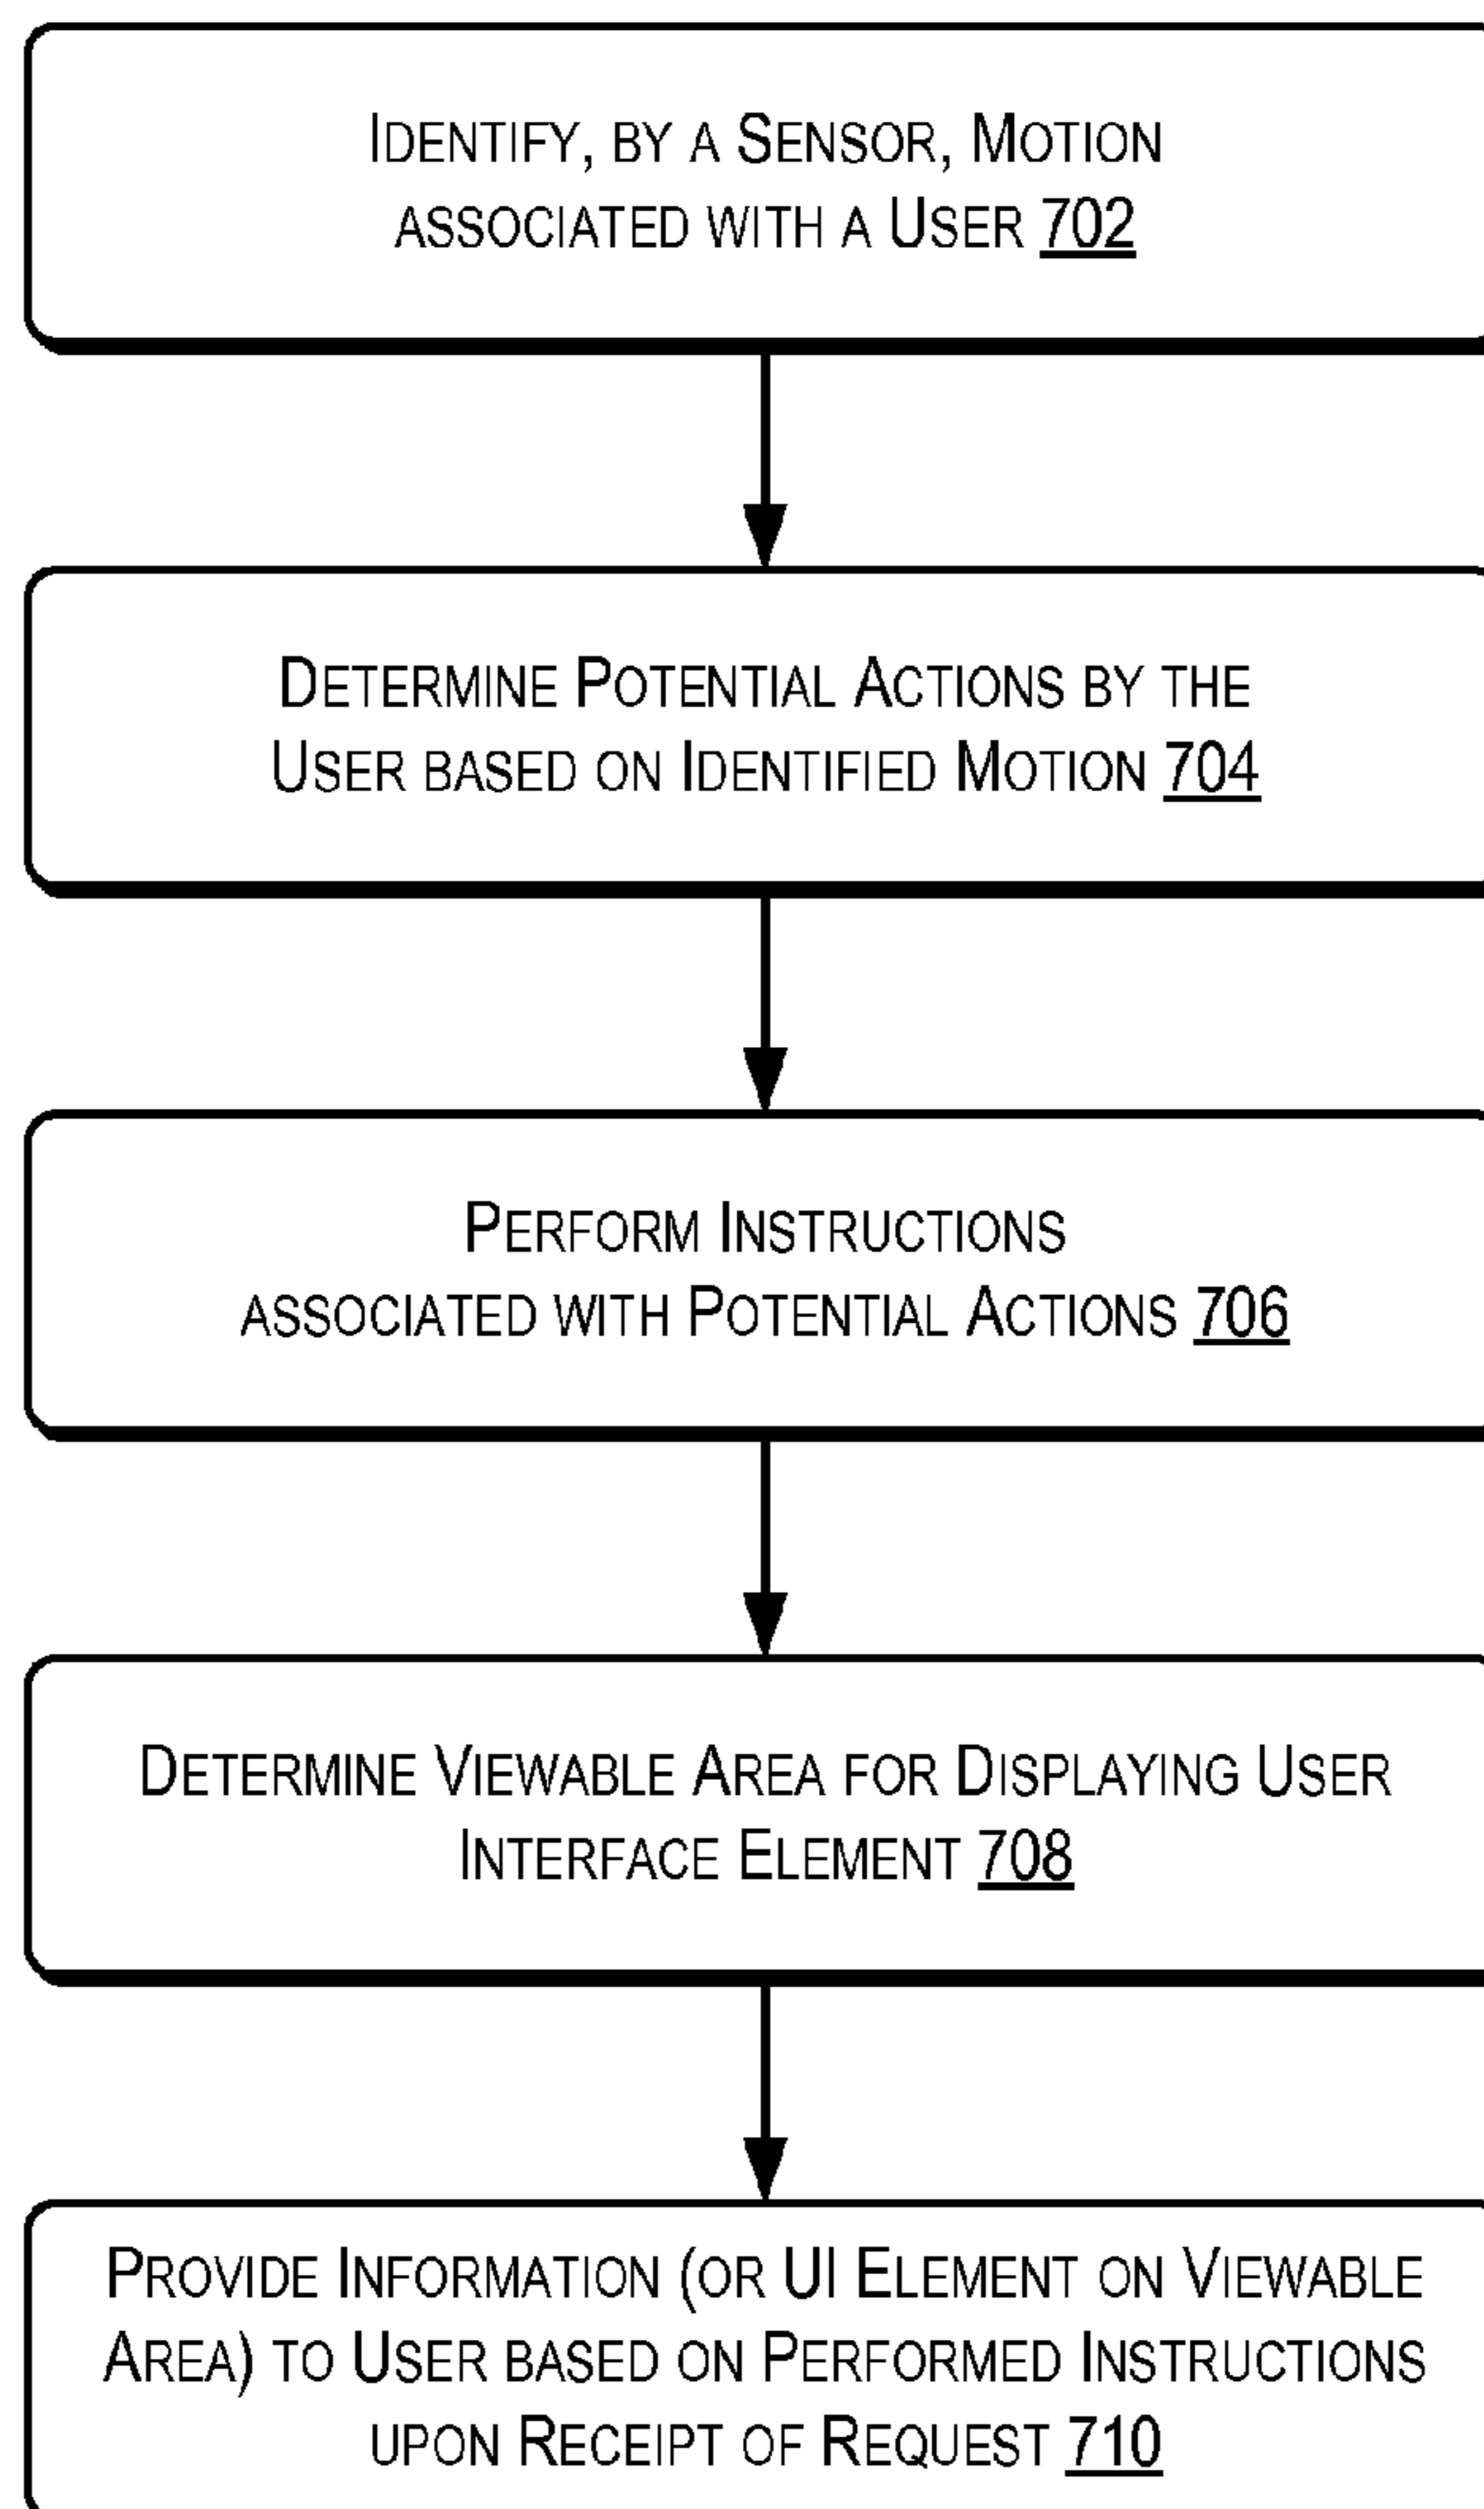 IDENTIFY, BY A SENSOR, MOTION
ASSOCIATED WITH A USER 702
DETERMINE POTENTIAL ACTIONS BY THE
USER BASED ON IDENTIFIED MOTION 704
PERFORM INSTRUCTIONS
ASSOCIATED WITH POTENTIAL ACTIONS 706
DETERMINE VIEWABLE AREA FOR DISPLAYING USER
INTERFACE ELEMENT 708
PROVIDE INFORMATION (OR UI ELEMENT ON VIEWABLE
AREA) TO USER BASED ON PERFORMED INSTRUCTIONS
UPON RECEIPT OF REQUEST 710